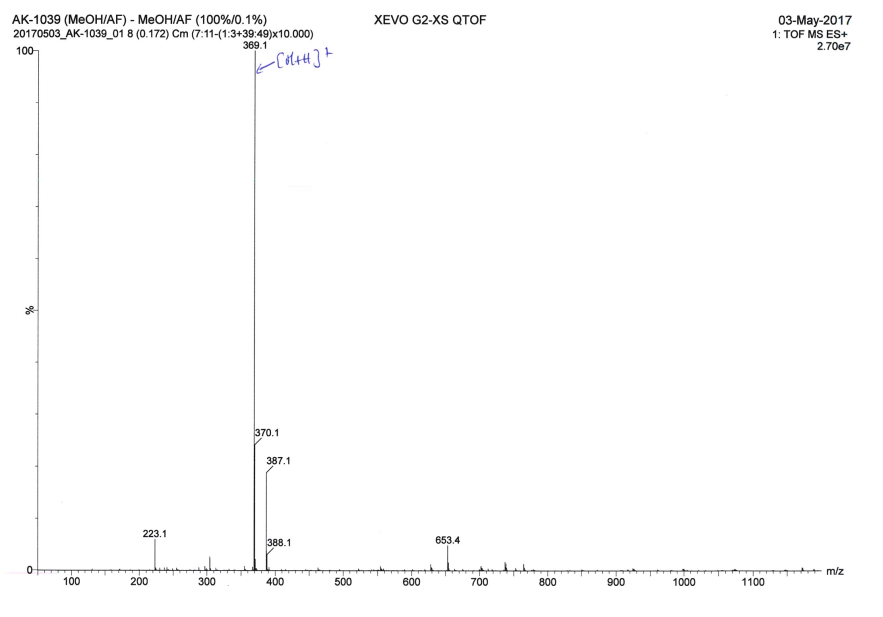 AK-1039 (MeOH/AF) - MeOH/AF (100%/0.1%) XEVO G2-XS QTOF 03-May-2017
20170503_AK-1039_01 8 (0.172) Cm (7:11-(1:3+39:49)x10.000) 1: TOF MS ES+
2.70e7
100
369.1
[M+H]+
%
370.1
387.1
223.1
388.1
653.4
0
m/z
100 200 300 400 500 600 700 800 900 1000 1100